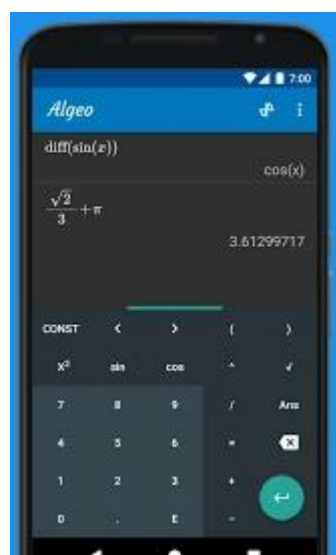 7:00
Algeo
diff(sin(x))
cos(x)
√2/3 + π
3.61299717
CONST < > ( )
x² sin cos ^ √
7 8 9 / Ans
4 5 6 ×
1 2 3 +
0 . E -